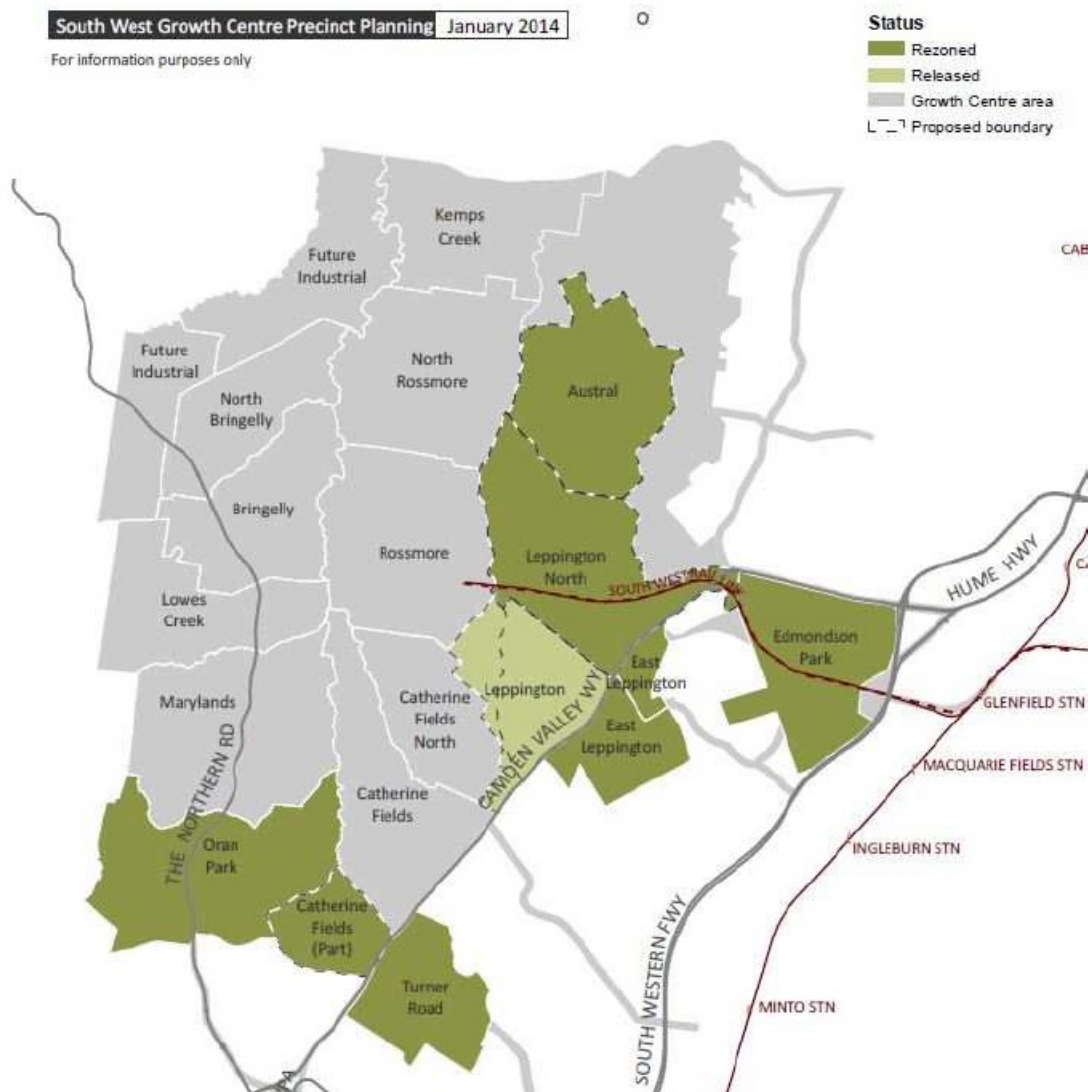 South West Growth Centre Precinct Planning January 2014
For information purposes only
Status
Rezoned
Released
Growth Centre area
Proposed boundary
Kemps
Creek
Future
Industrial
CAB
Future
Industrial
North
Rossmore
Austral
North
Bringelly
Bringelly
Rossmore
Leppington
North
SOUTH WEST RAIL LINK
HUME HWY
CA
Lowes
Creek
Edmondson
Park
East
Leppington
Leppington
Marylands
Catherine
Fields
North
GLENFIELD STN
East
Leppington
CAMDEN VALLEY WY
MACQUARIE FIELDS STN
Catherine
Fields
THE NORTHERN RD
Oran
Park
INGLEBURN STN
Catherine
Fields
(Part)
Turner
Road
SOUTH WESTERN FWY
MINTO STN
PA